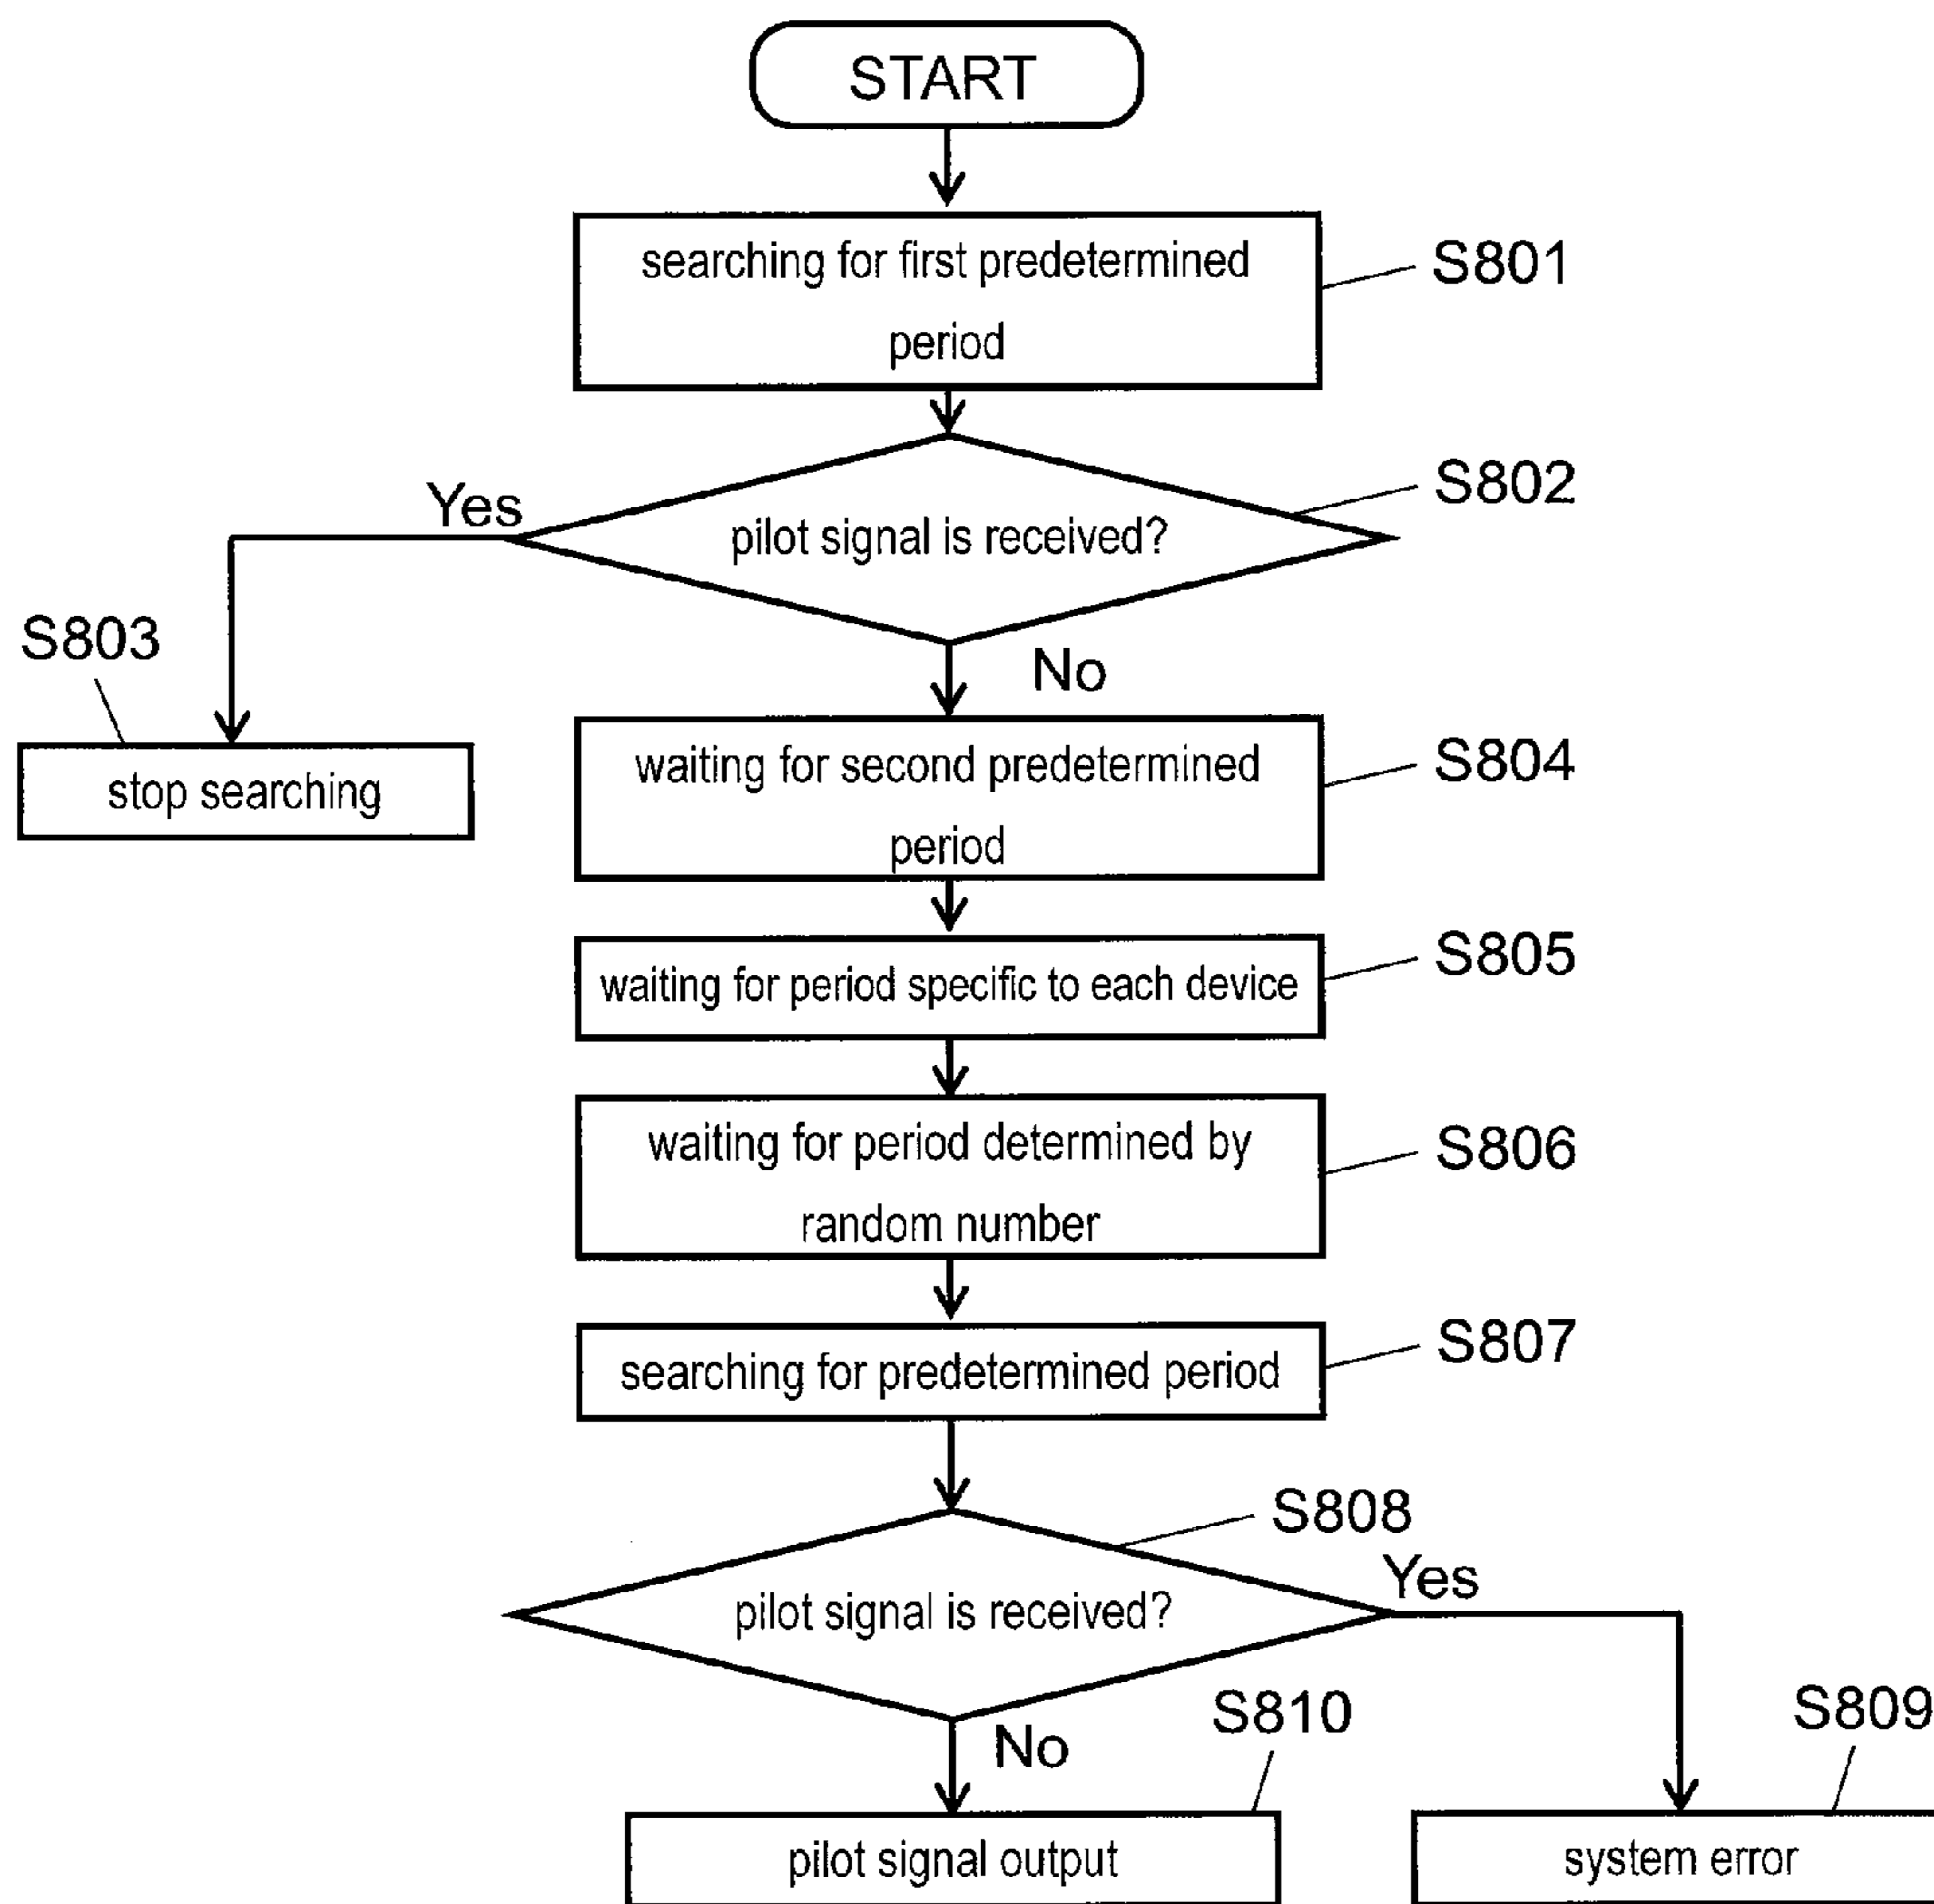 START
searching for first predetermined
period
S801
S802
Yes
pilot signal is received?
S803
No
stop searching
waiting for second predetermined
period
S804
waiting for period specific to each device
S805
waiting for period determined by
random number
S806
searching for predetermined period
S807
S808
Yes
pilot signal is received?
No
S810
S809
pilot signal output
system error